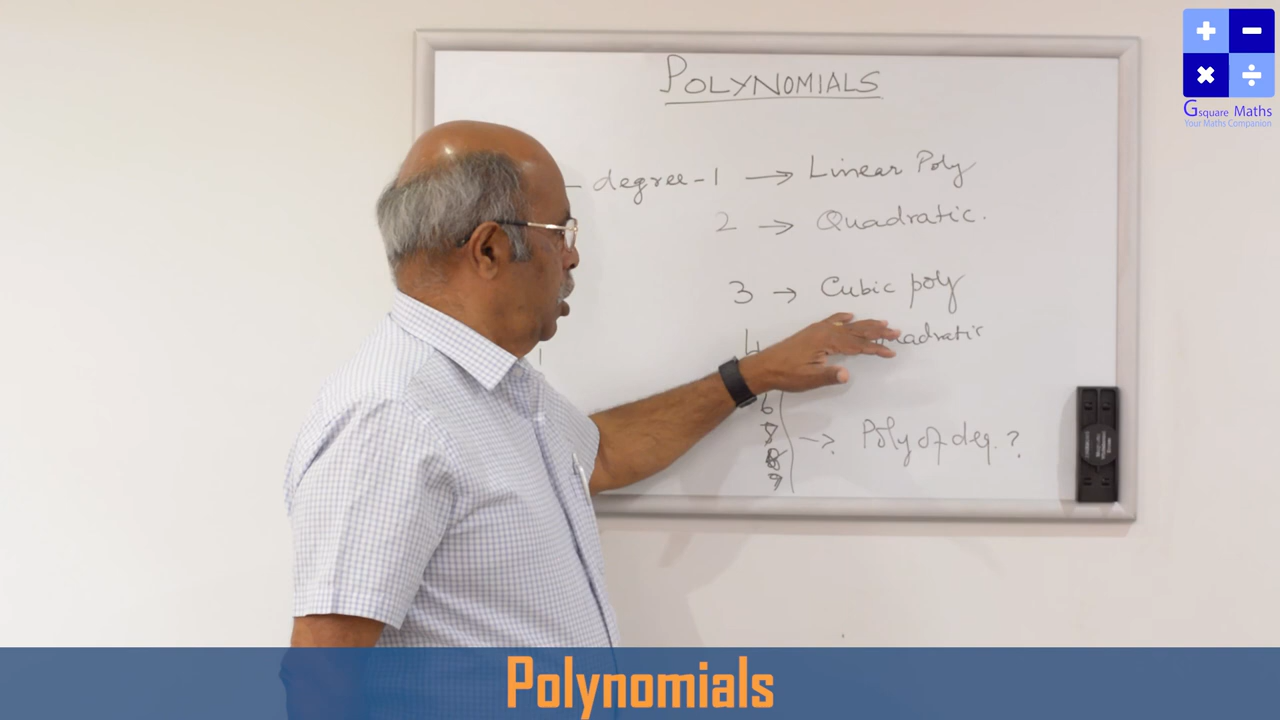 POLYNOMIALS
– degree-1 → Linear Poly
2 → Quadratic.
3 → Cubic poly
4
6
7
8
9
→ Poly of deg. ?
+ −
× ÷
Gsquare Maths
Your Maths Companion
Polynomials